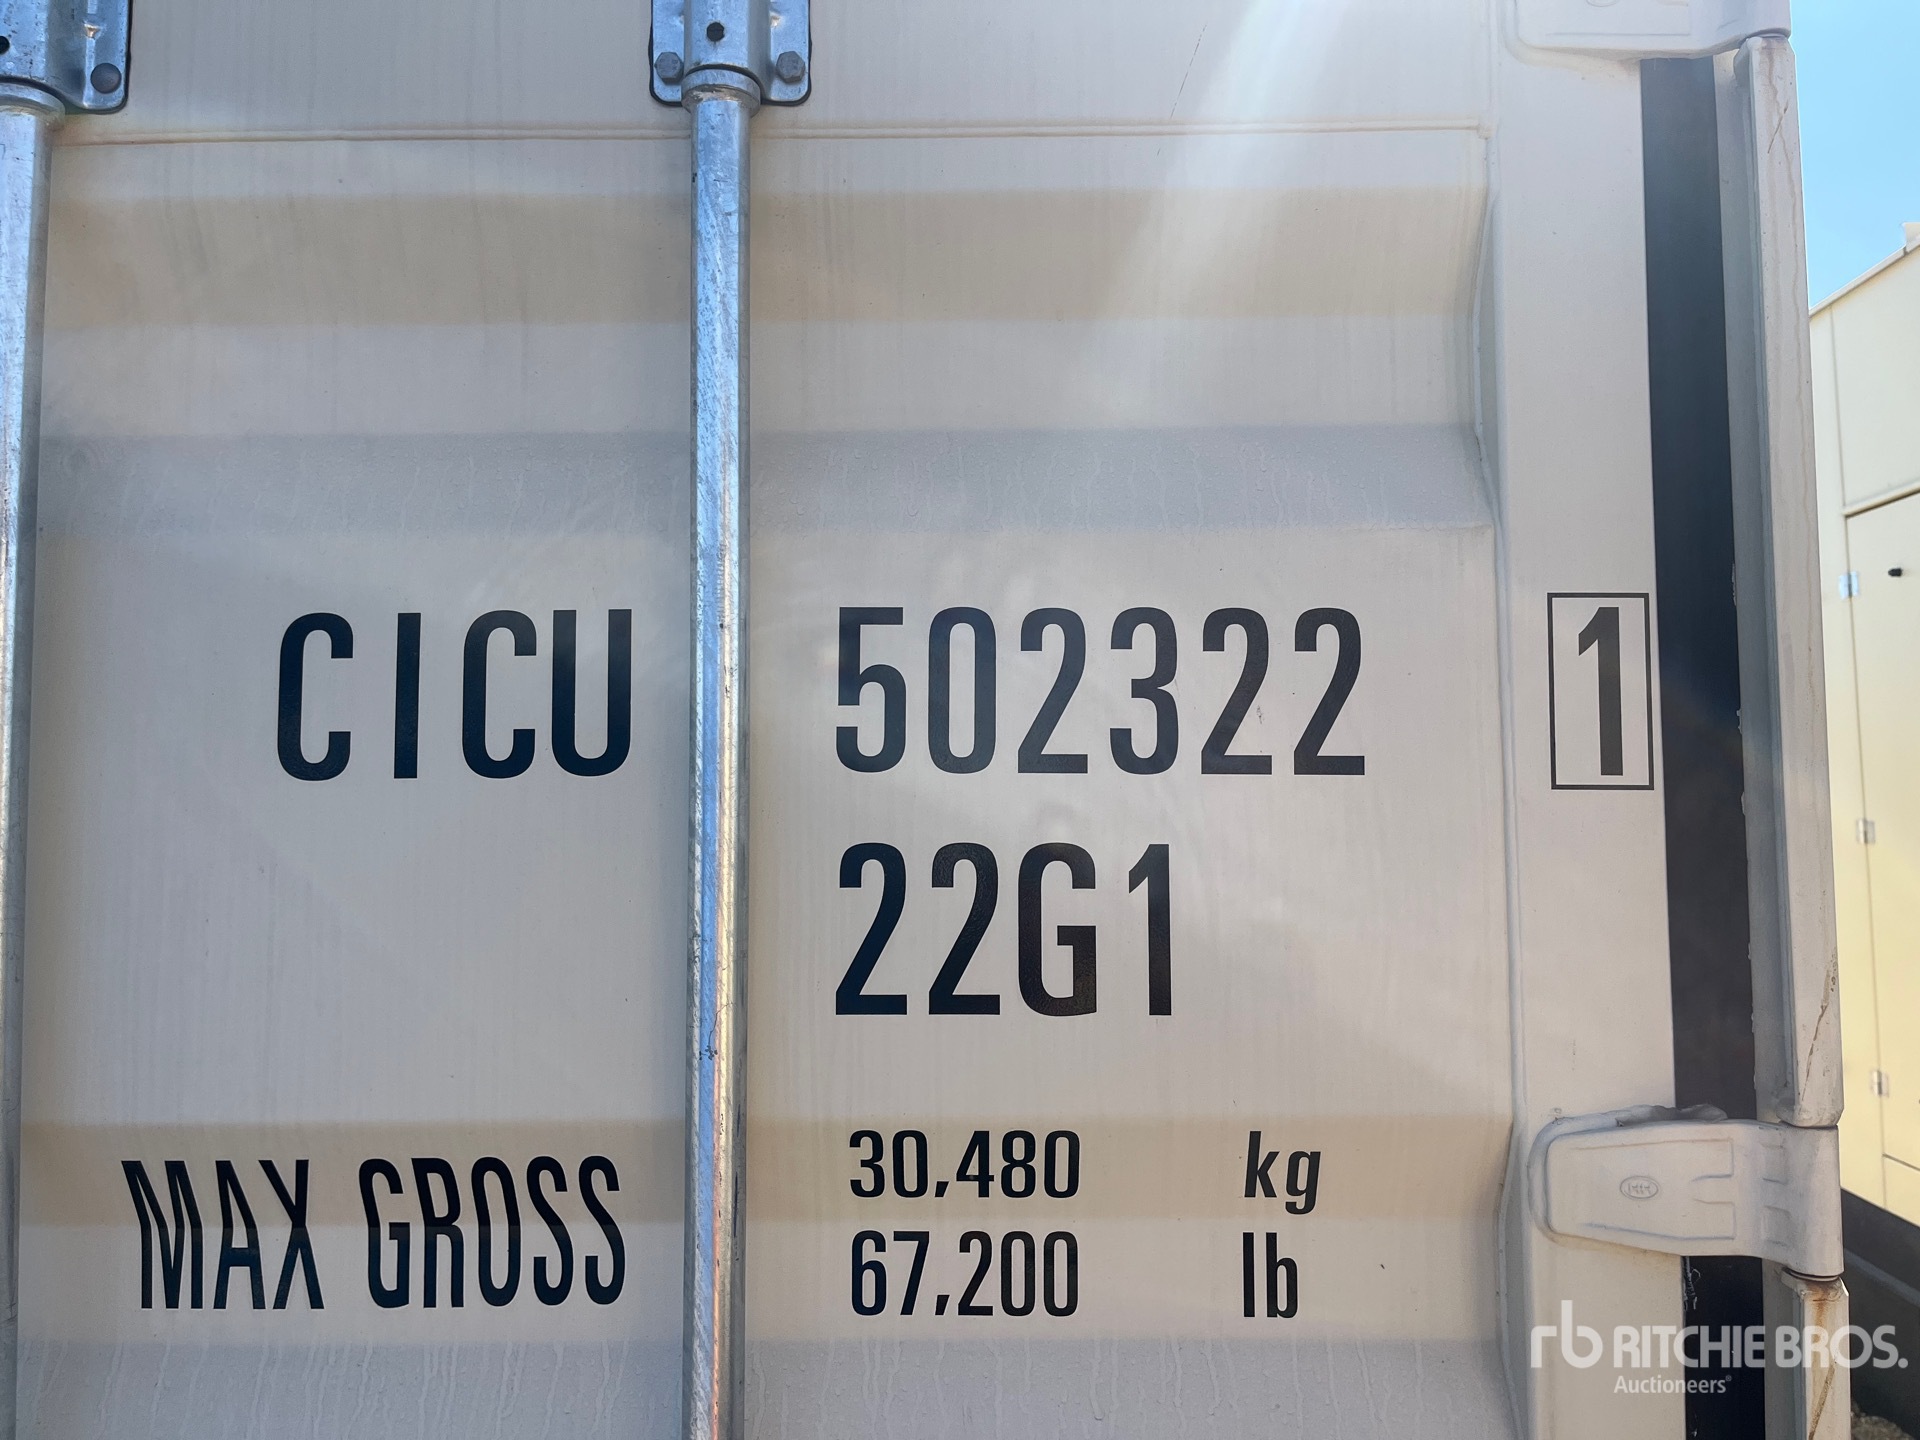 CICU 502322 1
22G1
MAX GROSS 30,480 kg
67,200 lb
rb RITCHIE BROS.
Auctioneers®